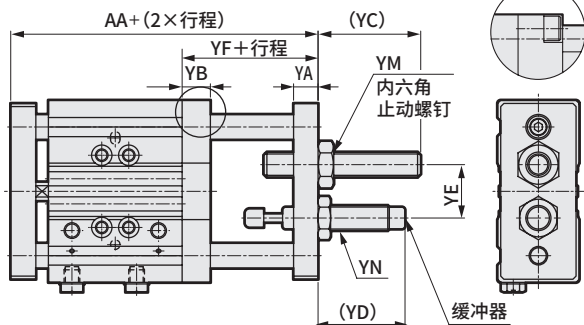 AA+(2×行程)
(YC)
YF+行程
YB
YA
YM
内六角
止动螺钉
YE
YN
(YD)
缓冲器